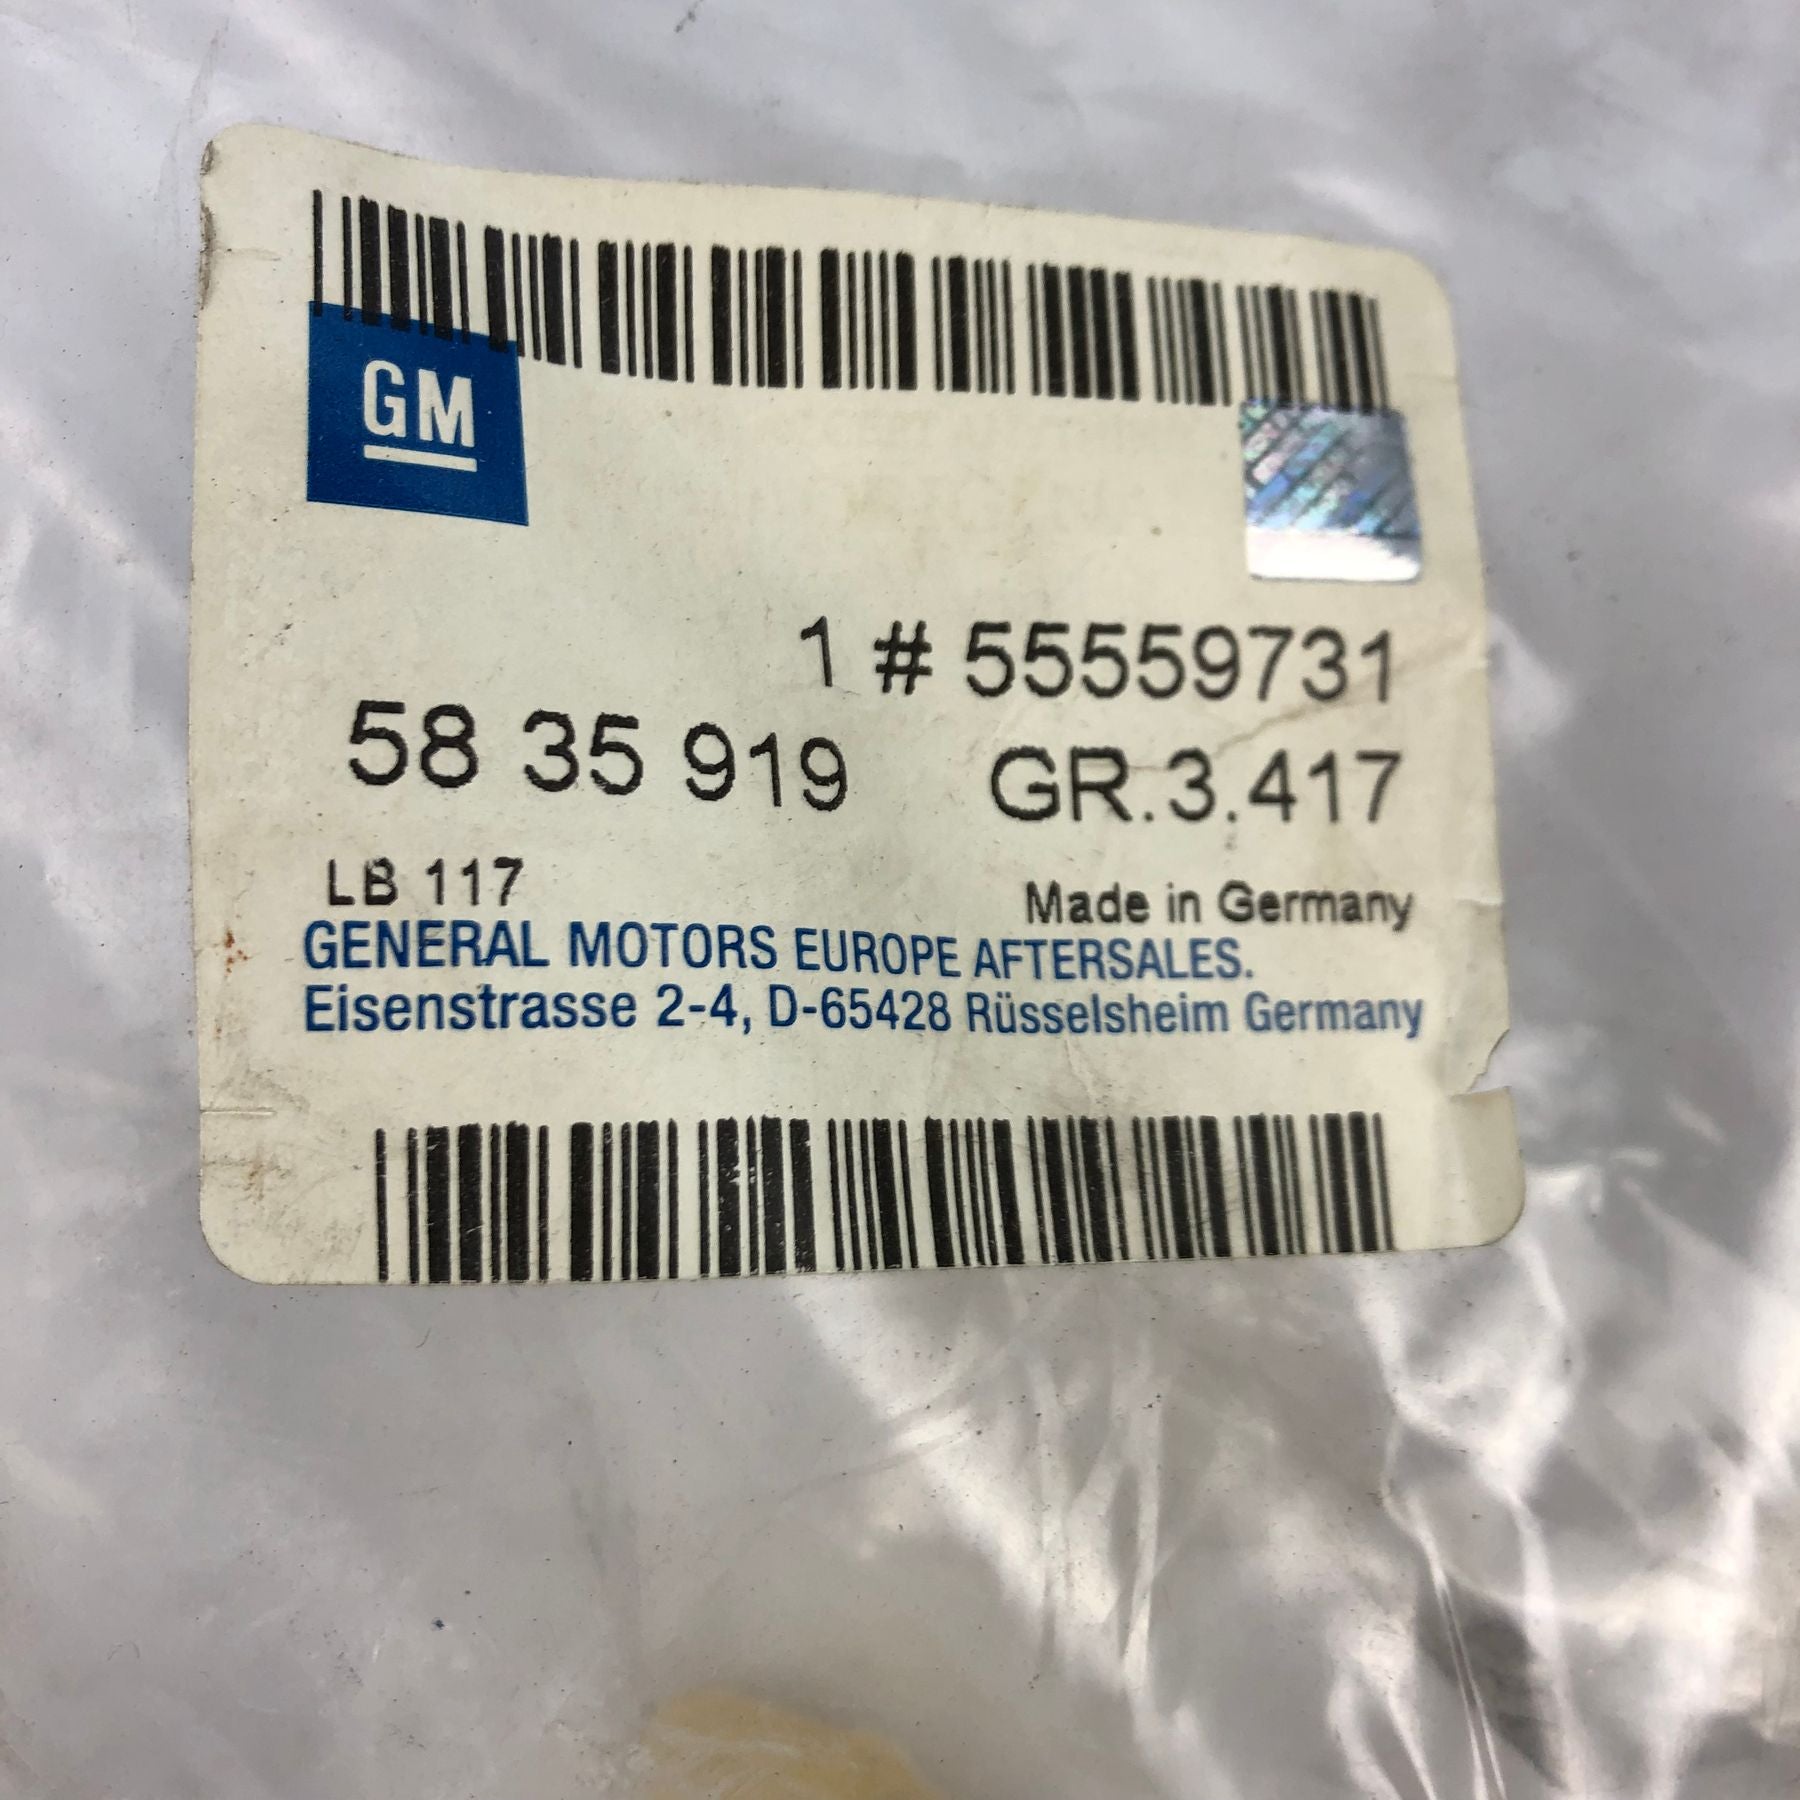 GM
1 # 55559731
58 35 919 GR.3.417
LB 117 Made in Germany
GENERAL MOTORS EUROPE AFTERSALES.
Eisenstrasse 2-4, D-65428 Rüsselsheim Germany